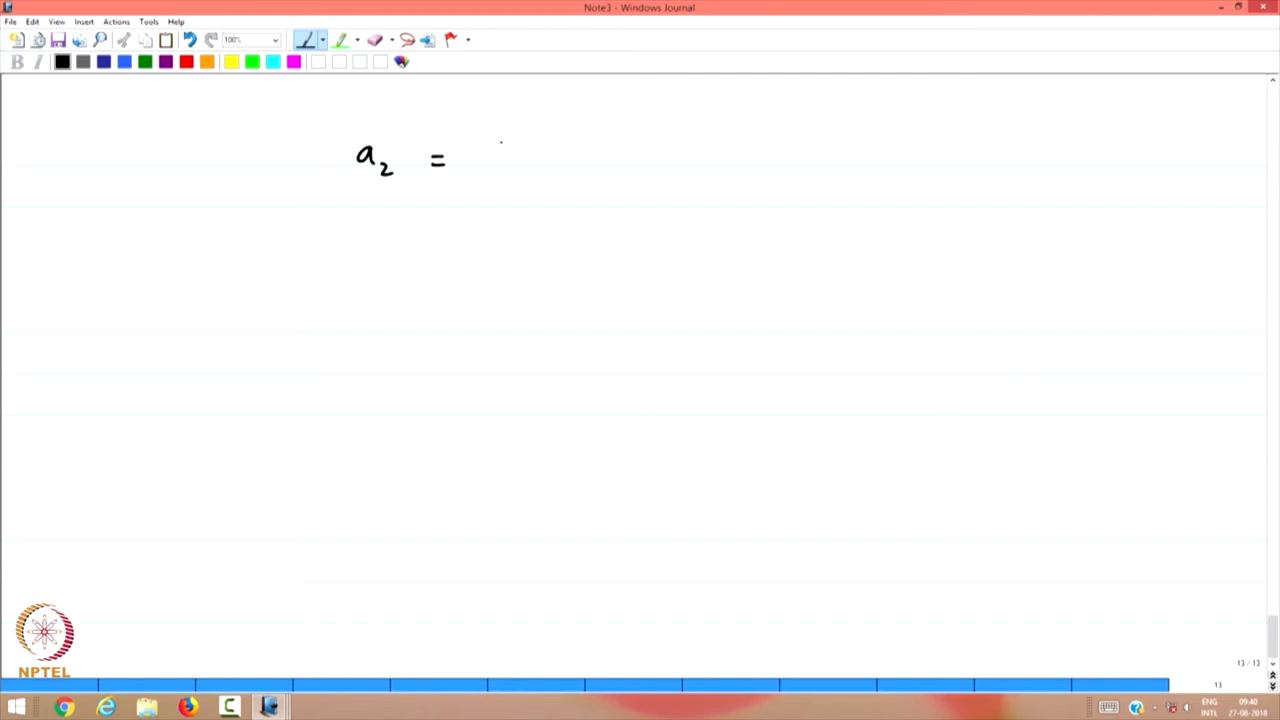 Note3 - Windows Journal
File Edit View Insert Actions Tools Help
100%
B I
a₂ =
NPTEL
13 / 13
13
ENG
INTL
09:40
27-08-2018